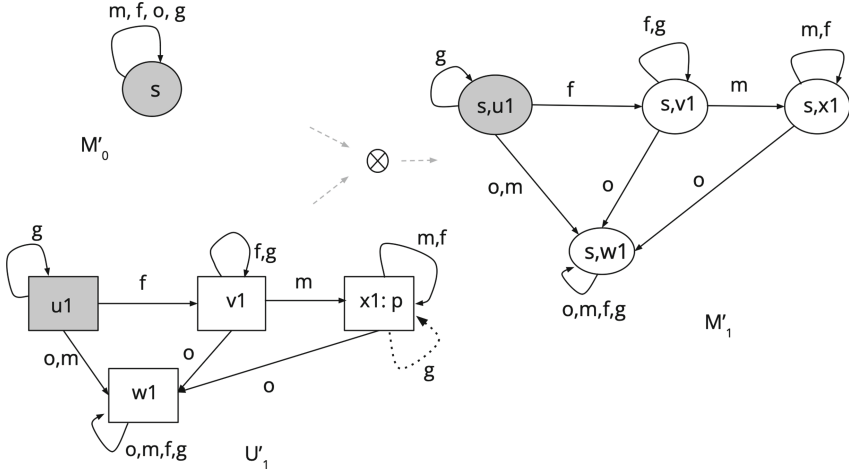 m, f, o, g
s
M'₀
g
s,u1
f
f,g
s,v1
m
m,f
s,x1
o,m
o
o
s,w1
o,m,f,g
M'₁
g
u1
f
f,g
v1
m
m,f
x1: p
g
o,m
o
o
w1
o,m,f,g
U'₁